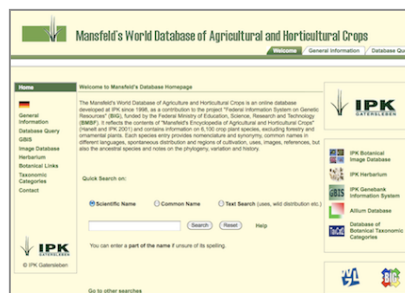 Mansfeld's World Database of Agricultural and Horticultural Crops
Welcome
General Information
Database Qu
Home
Welcome to Mansfeld's Database Homepage
General
Information
Database Query
GBIS
Image Database
Herbarium
Botanical Links
Taxonomic
Categories
Contact
IPK
© IPK Gatersleben
The Mansfeld's World Database of Agriculture and Horticultural Crops is an online database
developed at IPK since 1998, as a contribution to the project "Federal Information System on Genetic
Resources" (BIG), funded by the Federal Ministry of Education, Science, Research and Technology
(BMBF). It reflects the contents of "Mansfeld's Encyclopedia of Agricultural and Horticultural Crops"
(Hanelt and IPK 2001) and contains information on 6,100 crop plant species, excluding forestry and
ornamental plants. Each species entry provides nomenclature and synonymy, common names in
different languages, spontaneous distribution and regions of cultivation, uses, images, references, but
also the ancestral species and notes on the phylogeny, variation and history.
Quick Search on:
Scientific Name
Common Name
Text Search (uses, wild distribution etc.)
Search
Reset
Help
You can enter a part of the name if unsure of its spelling.
Go to other searches
IPK
GATERSLEBEN
IPK Botanical
Image Database
IPK Herbarium
GBIS
IPK Genebank
Information System
Allium Database
TaxCat
Database of
Botanical Taxonomic
Categories
BIG